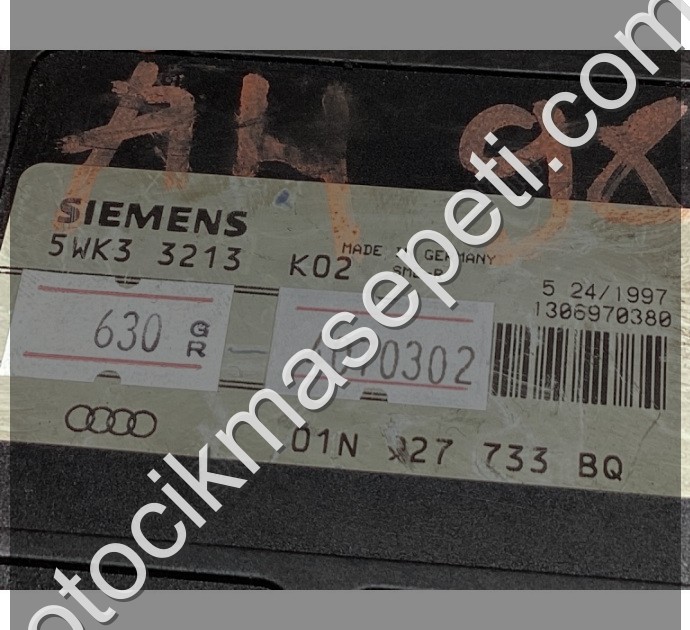 AH
SIEMENS
5WK3 3213
K02
MADE IN GERMANY
5 24/1997
1306970380
630 GR
01N 927 733 BQ
otocikmasepeti.com